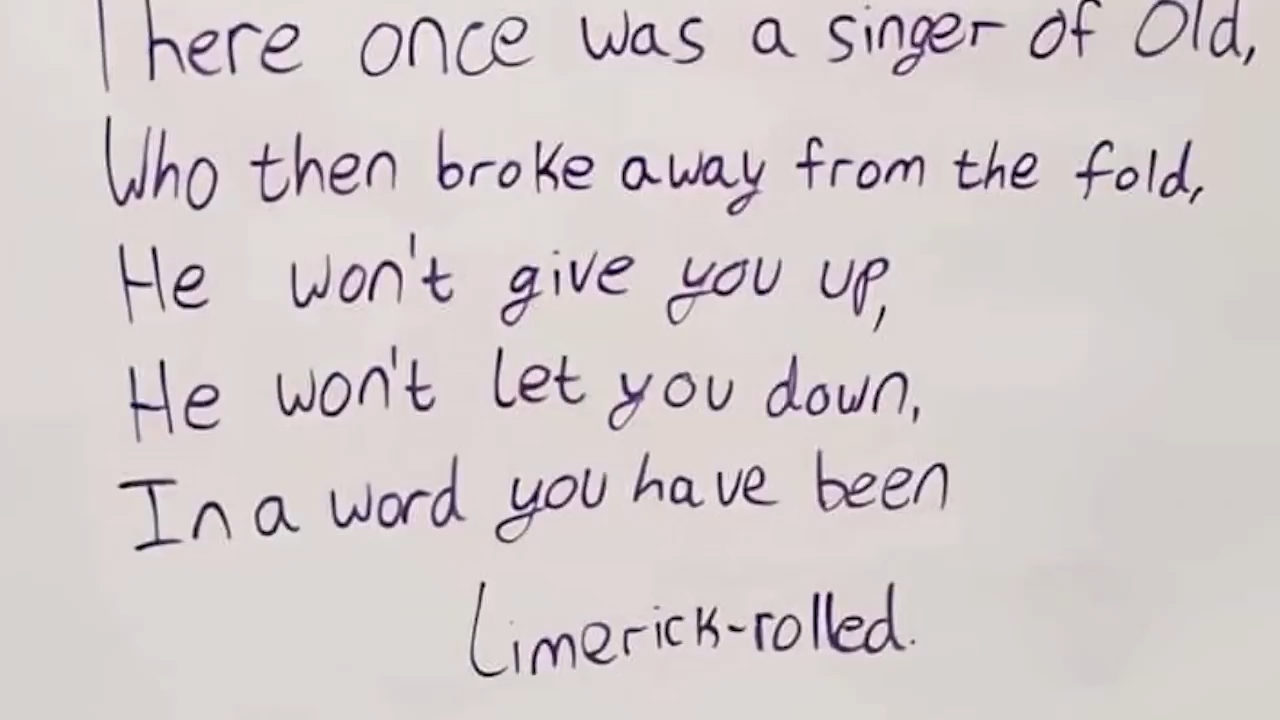 There once was a singer of Old,
Who then broke away from the fold,
He won't give you up,
He won't let you down,
In a word you have been
Limerick-rolled.